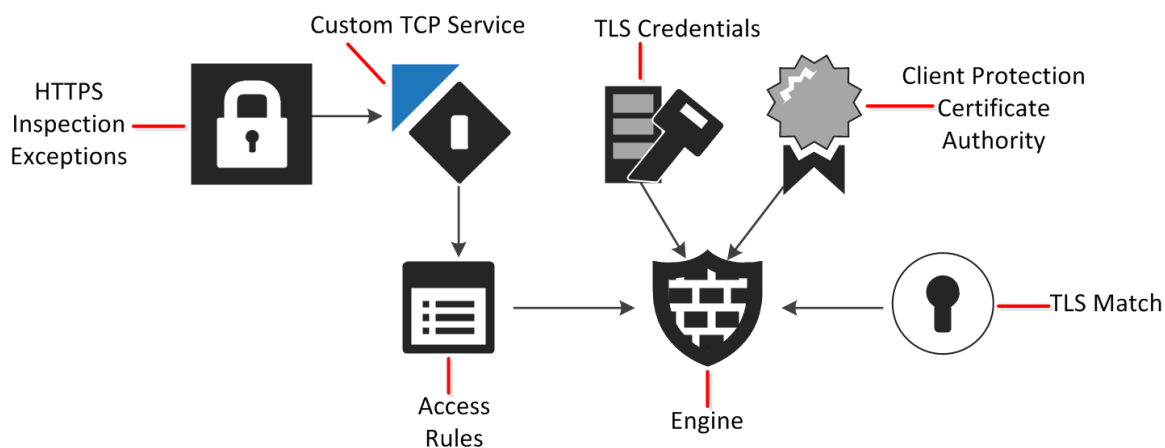 Custom TCP Service
TLS Credentials
HTTPS
Inspection
Exceptions
Client Protection
Certificate
Authority
TLS Match
Access
Rules
Engine